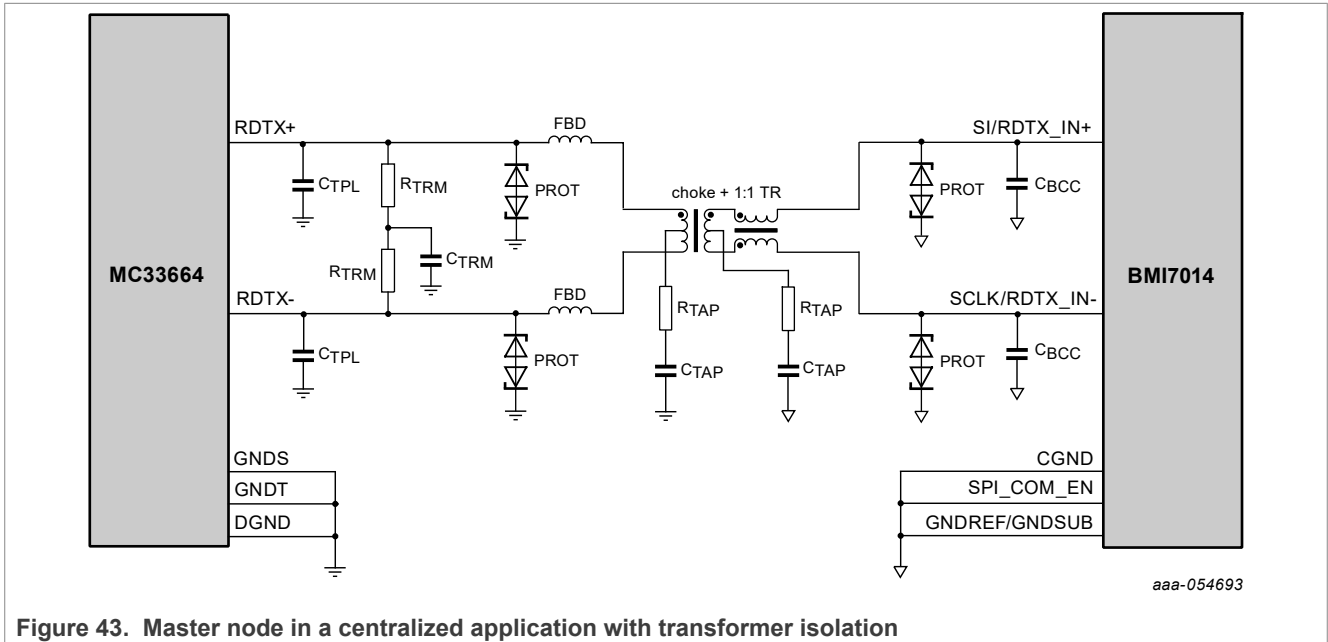 RDTX+
FBD
SI/RDTX_IN+
CTPL
RTRM
PROT
choke + 1:1 TR
PROT
CBCC
MC33664
RTRM
CTRM
BMI7014
RDTX-
FBD
RTAP
RTAP
SCLK/RDTX_IN-
CTPL
PROT
CTAP
CTAP
PROT
CBCC
GNDS
CGND
GNDT
SPI_COM_EN
DGND
GNDREF/GNDSUB
aaa-054693
Figure 43. Master node in a centralized application with transformer isolation